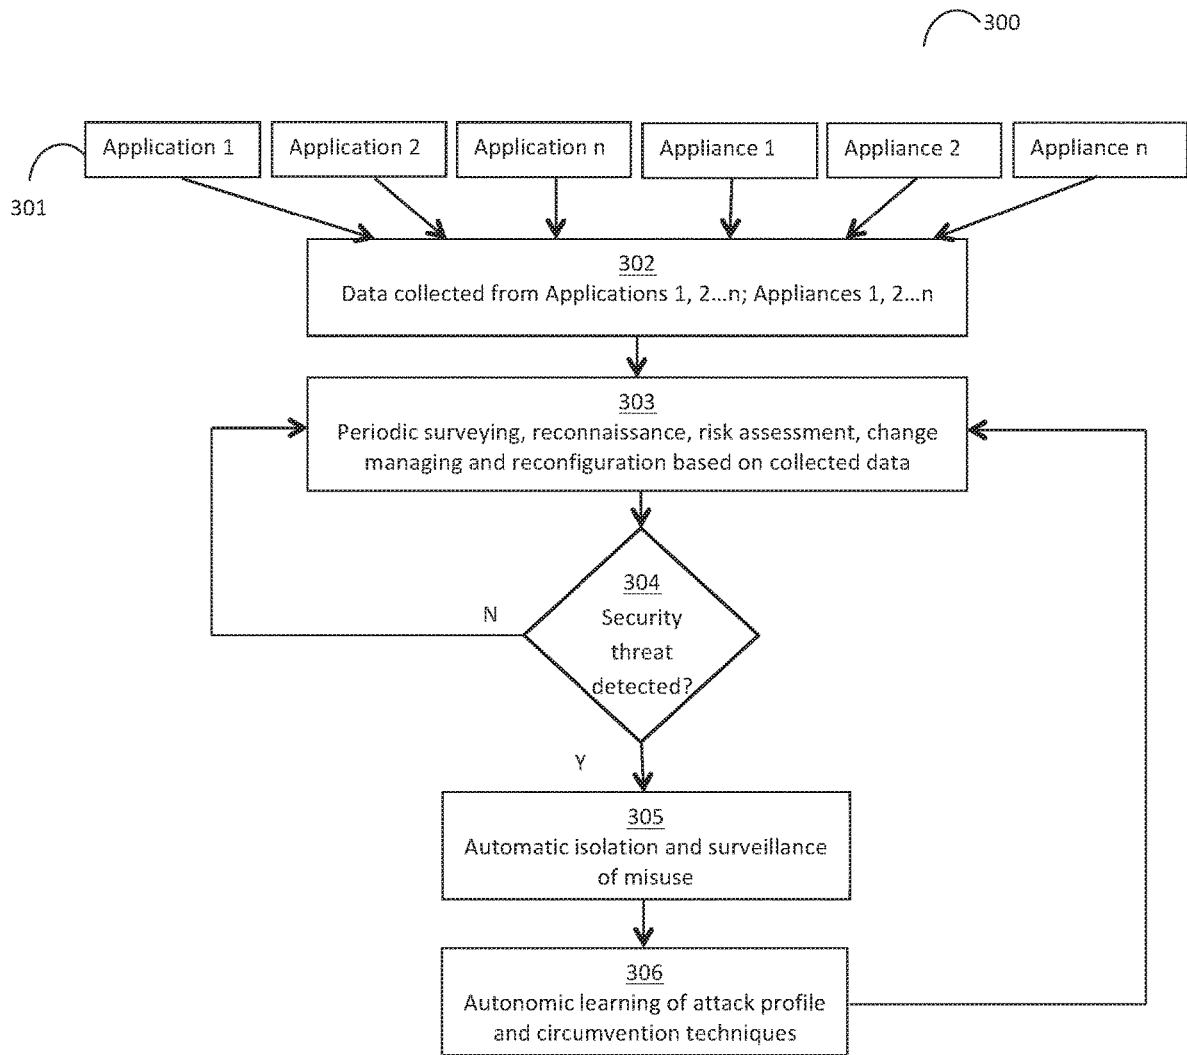 300
Application 1
Application 2
Application n
Appliance 1
Appliance 2
Appliance n
301
302
Data collected from Applications 1, 2...n; Appliances 1, 2...n
303
Periodic surveying, reconnaissance, risk assessment, change
managing and reconfiguration based on collected data
304
Security
threat
detected?
N
Y
305
Automatic isolation and surveillance
of misuse
306
Autonomic learning of attack profile
and circumvention techniques